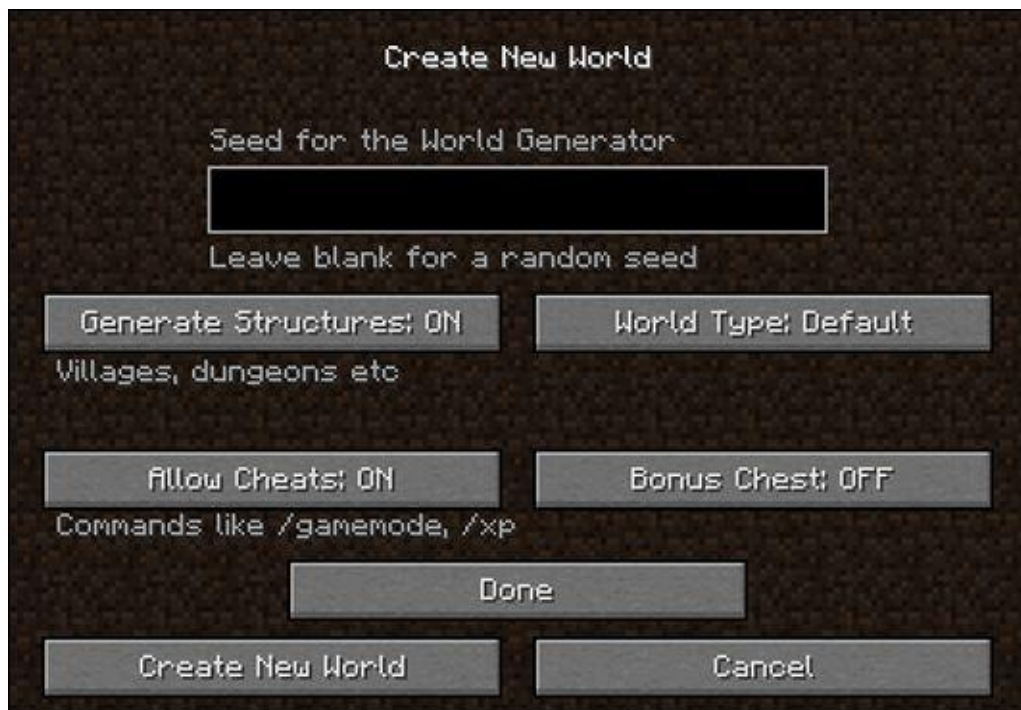 Create New World
Seed for the World Generator
Leave blank for a random seed
Generate Structures: ON
World Type: Default
Villages, dungeons etc
Allow Cheats: ON
Bonus Chest: OFF
Commands like /gamemode, /xp
Done
Create New World
Cancel